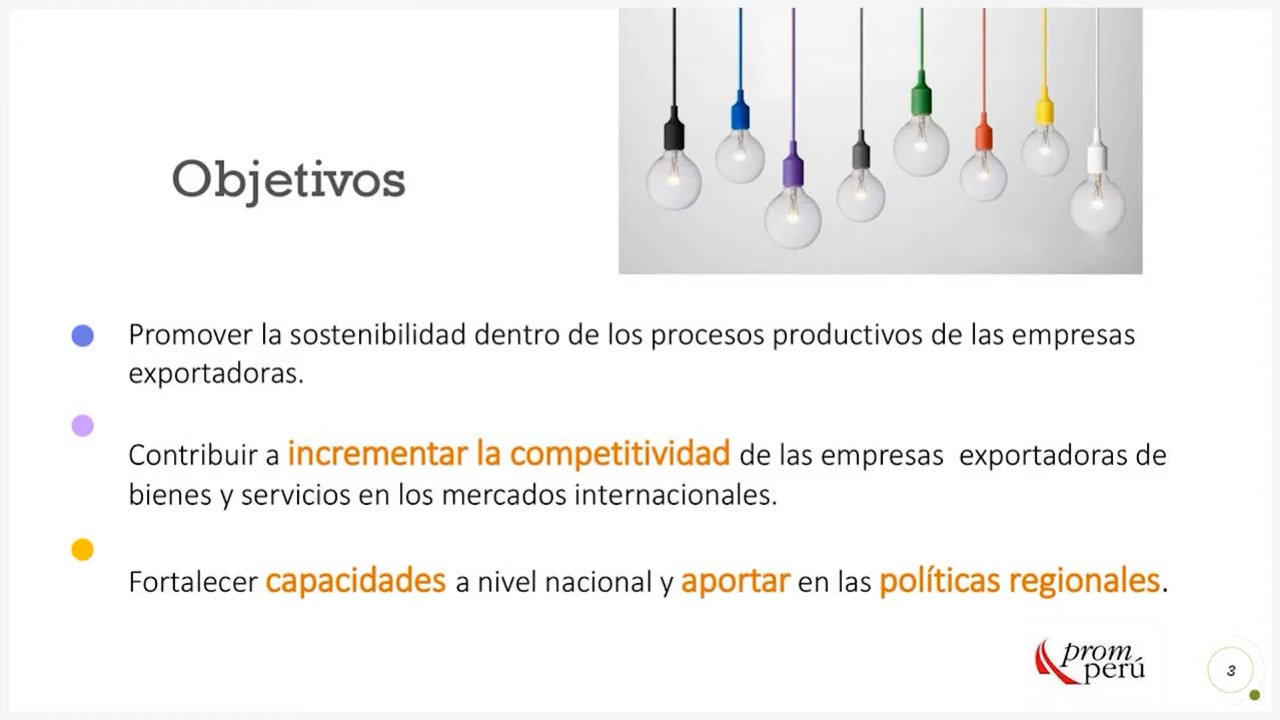 Objetivos
Promover la sostenibilidad dentro de los procesos productivos de las empresas
exportadoras.
Contribuir a incrementar la competitividad de las empresas  exportadoras de
bienes y servicios en los mercados internacionales.
Fortalecer capacidades a nivel nacional y aportar en las políticas regionales.
prom
perú
3